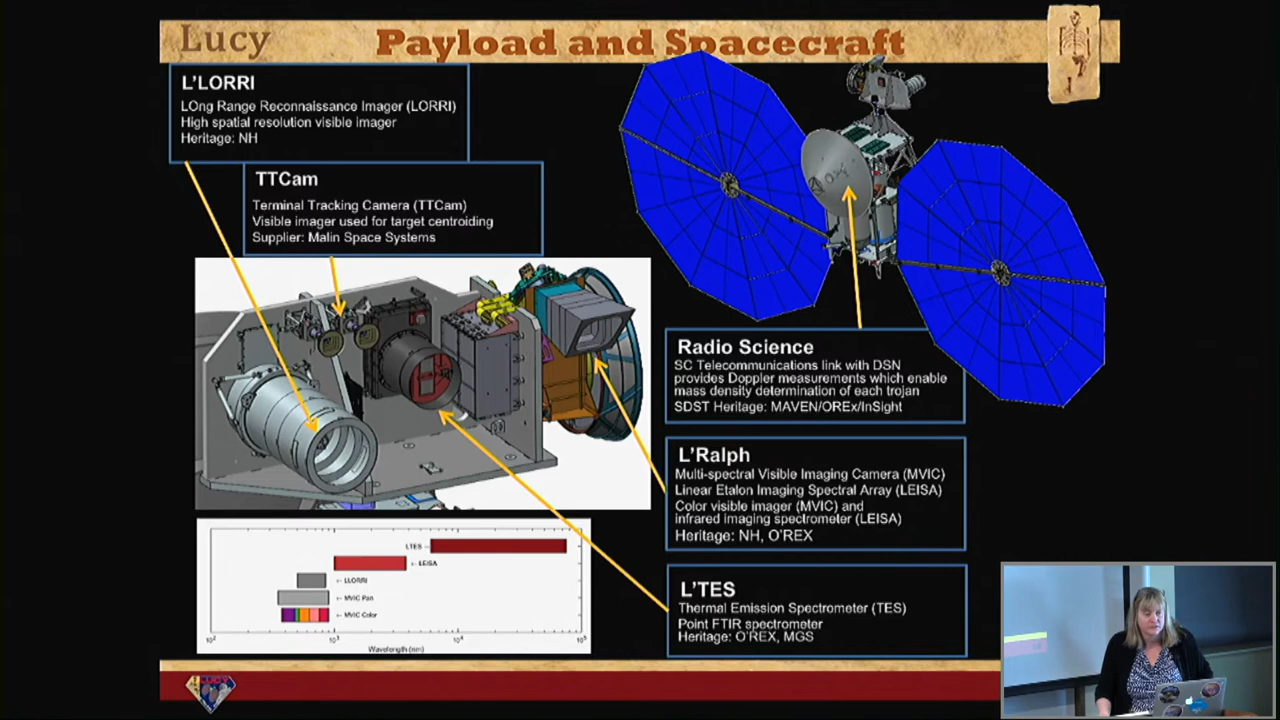 Lucy
Payload and Spacecraft
L'LORRI
LOng Range Reconnaissance Imager (LORRI)
High spatial resolution visible imager
Heritage: NH
TTCam
Terminal Tracking Camera (TTCam)
Visible imager used for target centroiding
Supplier: Malin Space Systems
Radio Science
SC Telecommunications link with DSN
provides Doppler measurements which enable
mass density determination of each trojan
SDST Heritage: MAVEN/OREx/InSight
L'Ralph
Multi-spectral Visible Imaging Camera (MVIC)
Linear Etalon Imaging Spectral Array (LEISA)
Color visible imager (MVIC) and
infrared imaging spectrometer (LEISA)
Heritage: NH, O'REX
L'TES
Thermal Emission Spectrometer (TES)
Point FTIR spectrometer
Heritage: O'REX, MGS
LTES
LEISA
LLORRI
MVIC Pan
MVIC Color
10² 10³ 10⁴ 10⁵
Wavelength (nm)
LUCY